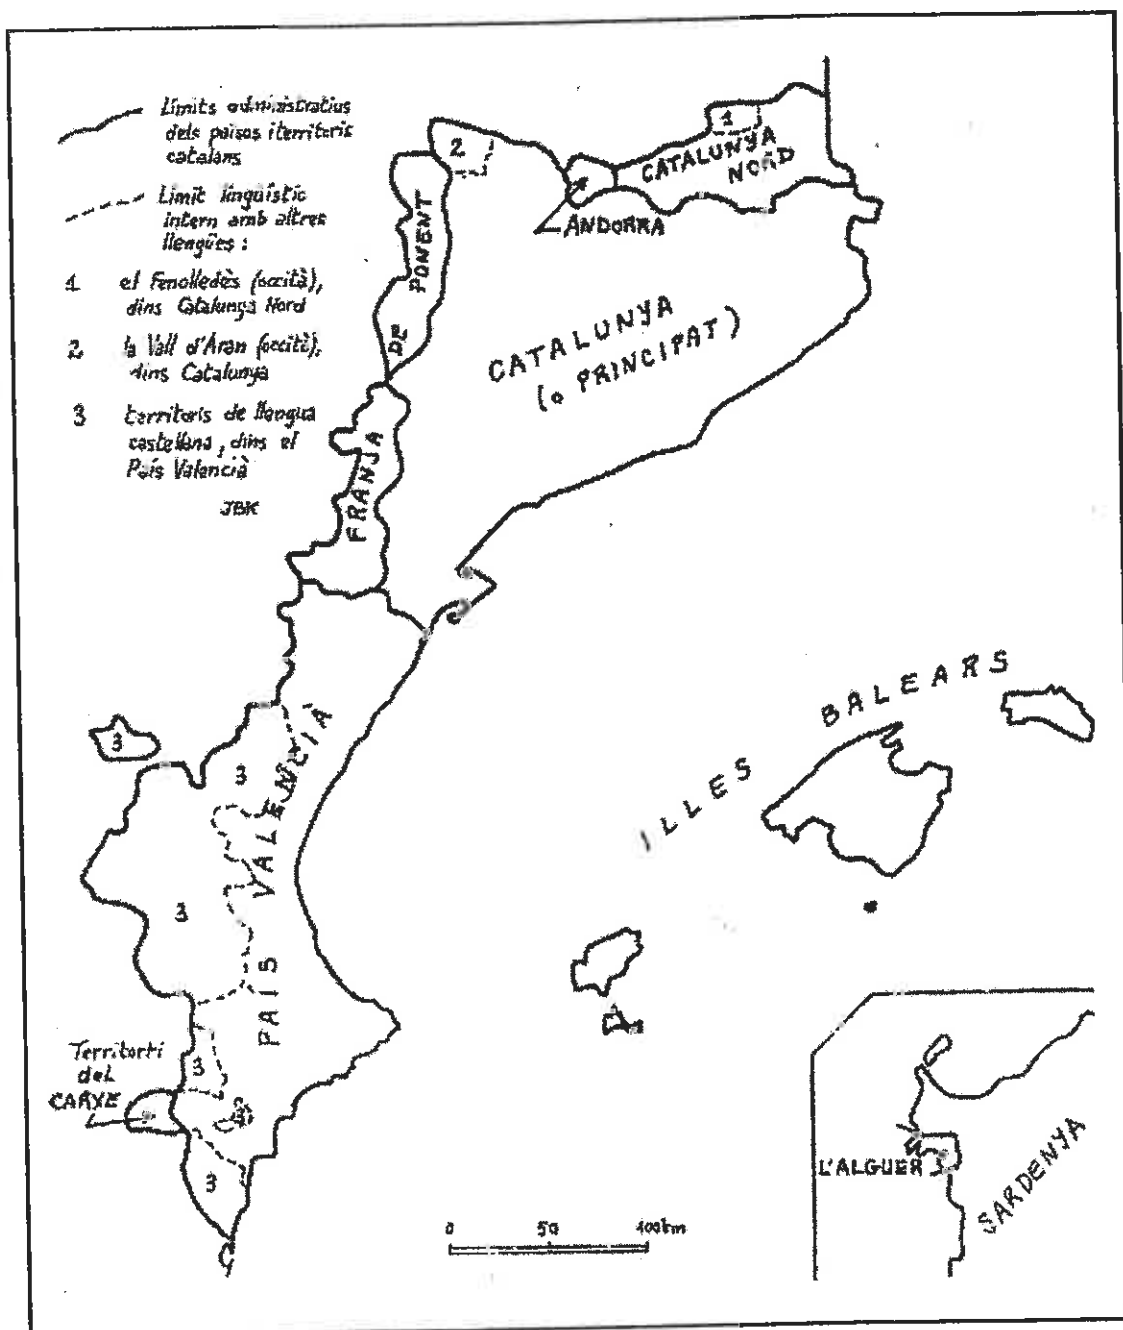 Límits administratius
dels països i territoris
catalans
Límit lingüístic
intern amb altres
llengües :
1 el Fenolledès (occità),
dins Catalunya Nord
2 la Vall d'Aran (occità),
dins Catalunya
3 territoris de llengua
castellana, dins el
País Valencià
JBK
1
2
CATALUNYA
NORD
ANDORRA
FRANJA DE PONENT
CATALUNYA
(o PRINCIPAT)
ILLES BALEARS
3
3
3
3
3
3
PAÍS VALENCIÀ
Territori
del
CARXE
L'ALGUER
SARDENYA
0 50 100 km